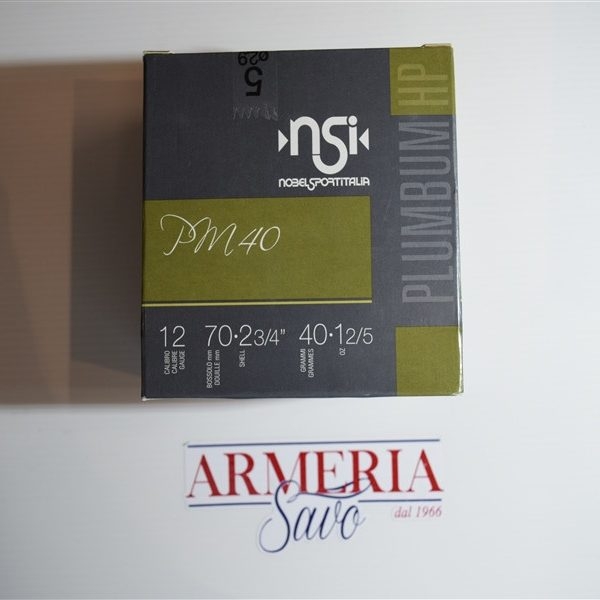 5
Ø29
nsi
NOBELSPORTITALIA
PLUMBUM HP
PM 40
12
CALIBRO
CALIBRE
GAUGE
70·2 3/4"
BOSSOLO mm
DOUILLE mm
SHELL
40·1 2/5
GRAMMI
GRAMMES
OZ
ARMERIA
Savo
dal 1966